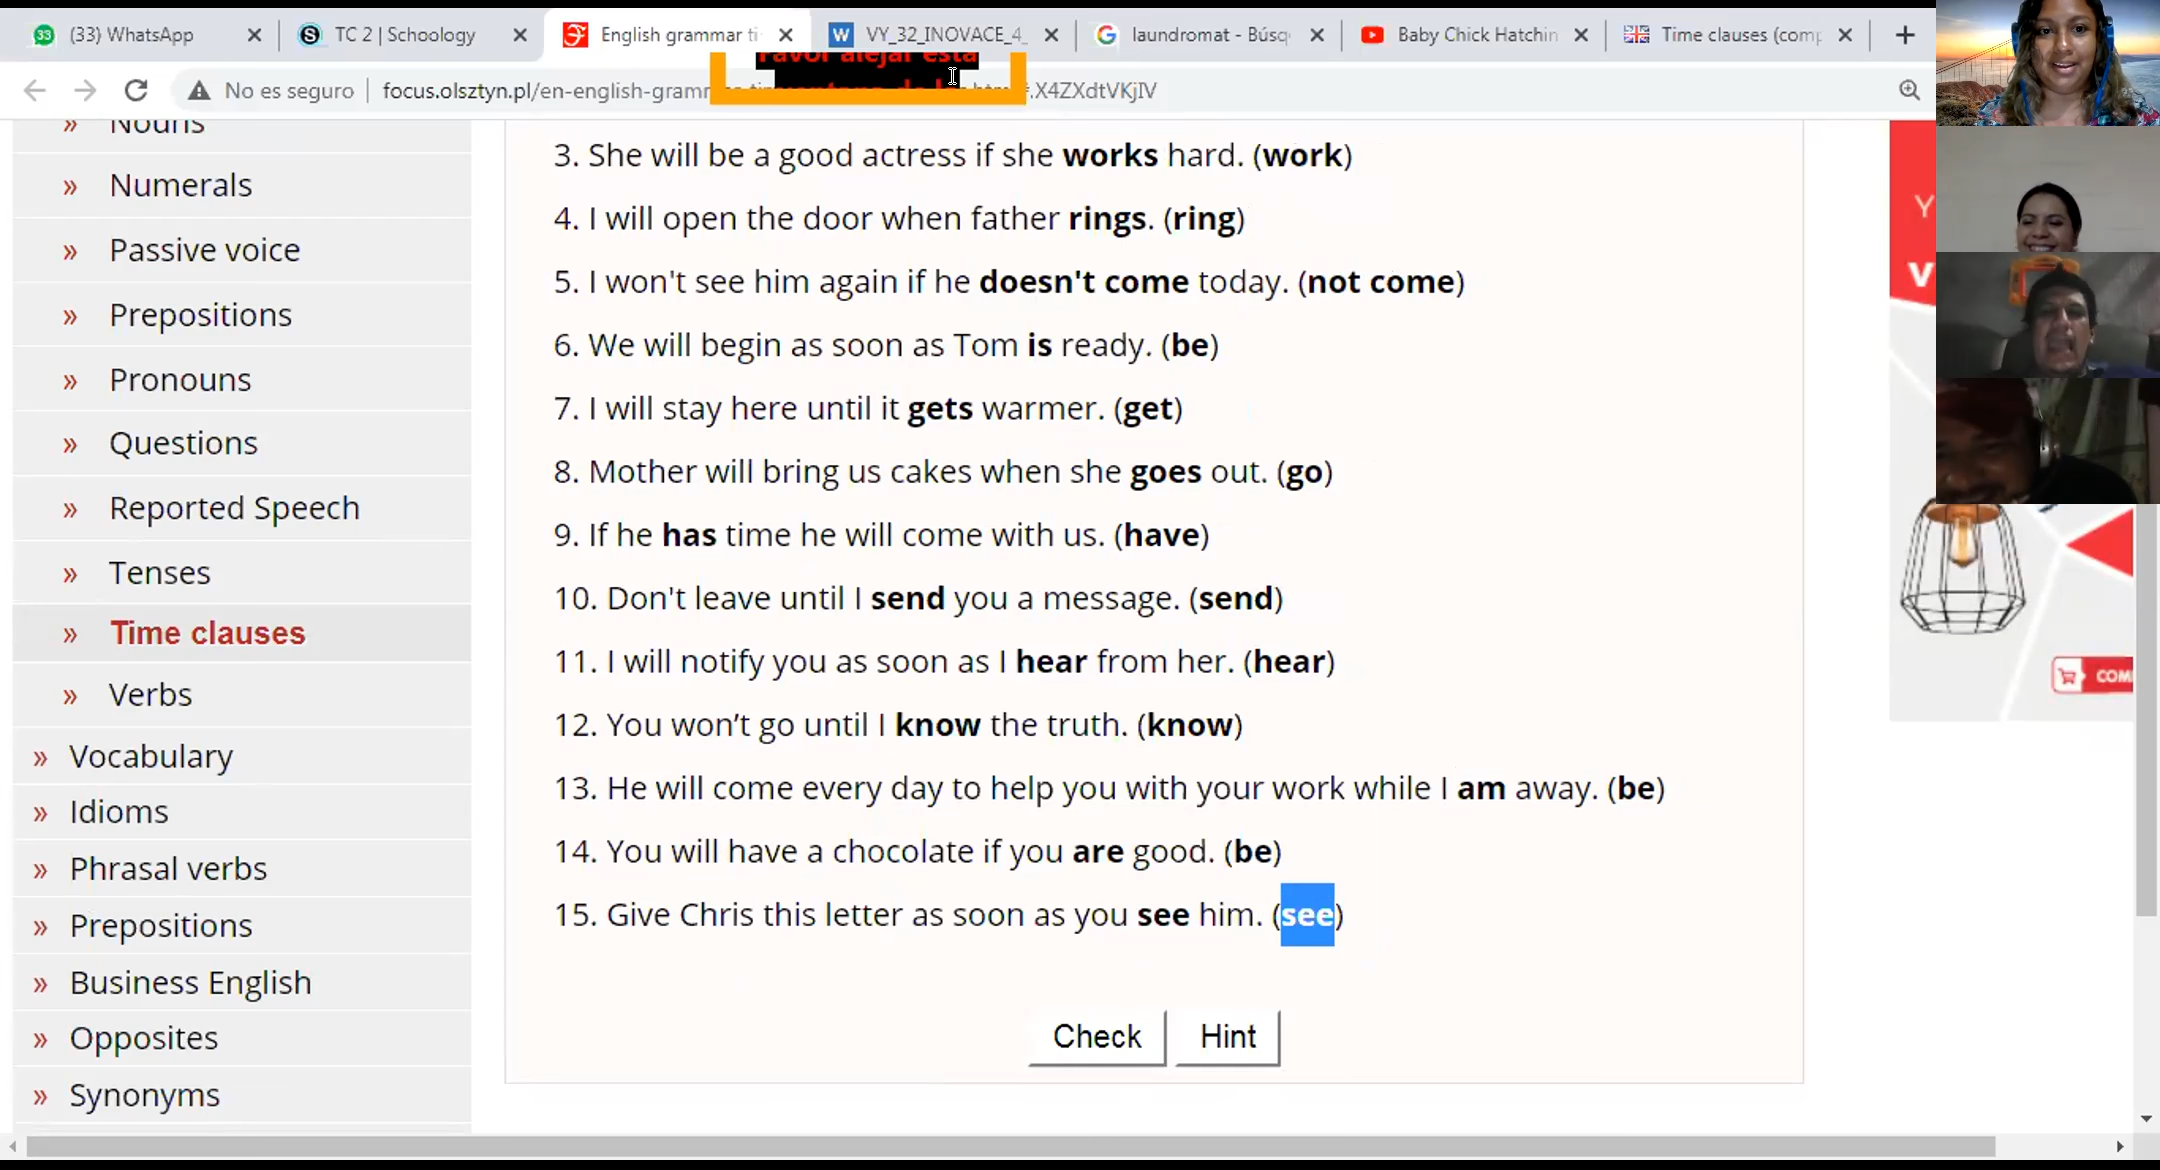 (33) WhatsApp
TC 2 | Schoology
English grammar ti
VY_32_INOVACE_4_
laundromat - Búsq
Baby Chick Hatchin
Time clauses (comp
No es seguro
focus.olsztyn.pl/en-english-gramm
.X4ZXdtVKjIV
Favor alejar esta
ventana de la
Nouns
Numerals
Passive voice
Prepositions
Pronouns
Questions
Reported Speech
Tenses
Time clauses
Verbs
Vocabulary
Idioms
Phrasal verbs
Prepositions
Business English
Opposites
Synonyms
3. She will be a good actress if she works hard. (work)
4. I will open the door when father rings. (ring)
5. I won't see him again if he doesn't come today. (not come)
6. We will begin as soon as Tom is ready. (be)
7. I will stay here until it gets warmer. (get)
8. Mother will bring us cakes when she goes out. (go)
9. If he has time he will come with us. (have)
10. Don't leave until I send you a message. (send)
11. I will notify you as soon as I hear from her. (hear)
12. You won’t go until I know the truth. (know)
13. He will come every day to help you with your work while I am away. (be)
14. You will have a chocolate if you are good. (be)
15. Give Chris this letter as soon as you see him. (see)
Check
Hint
Y
V
COM